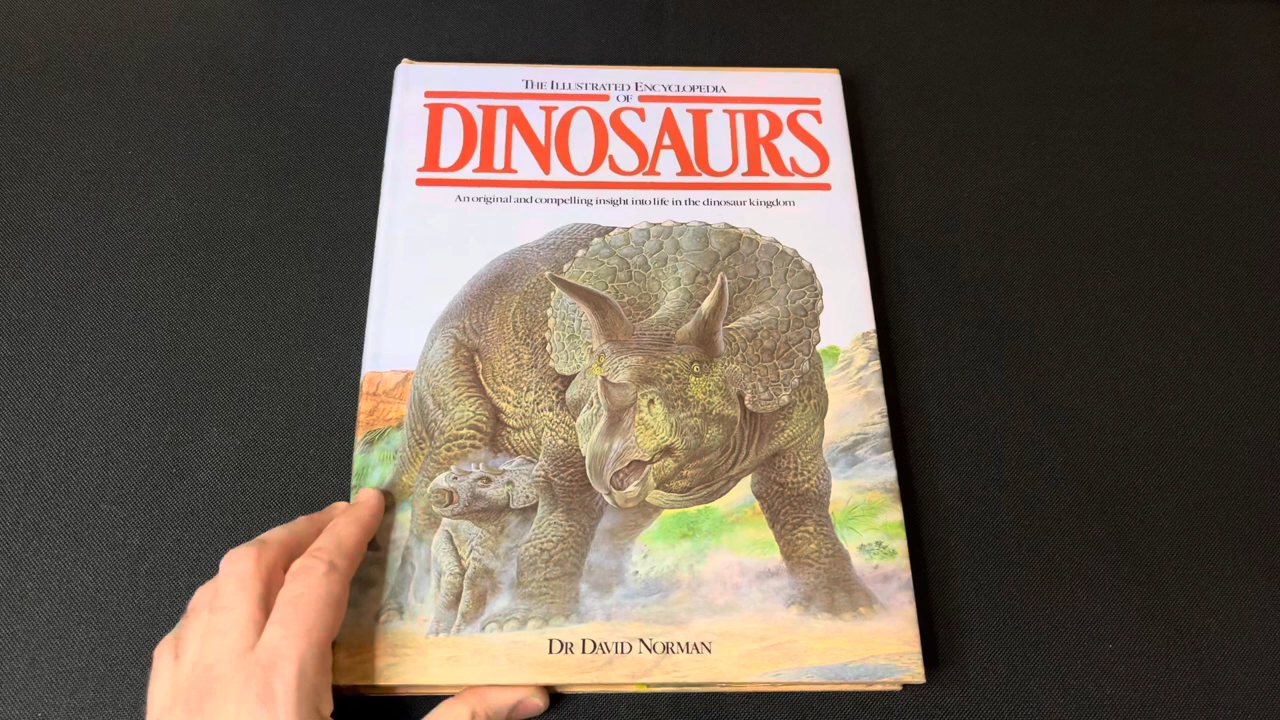 THE ILLUSTRATED ENCYCLOPEDIA
OF
DINOSAURS
An original and compelling insight into life in the dinosaur kingdom
DR DAVID NORMAN